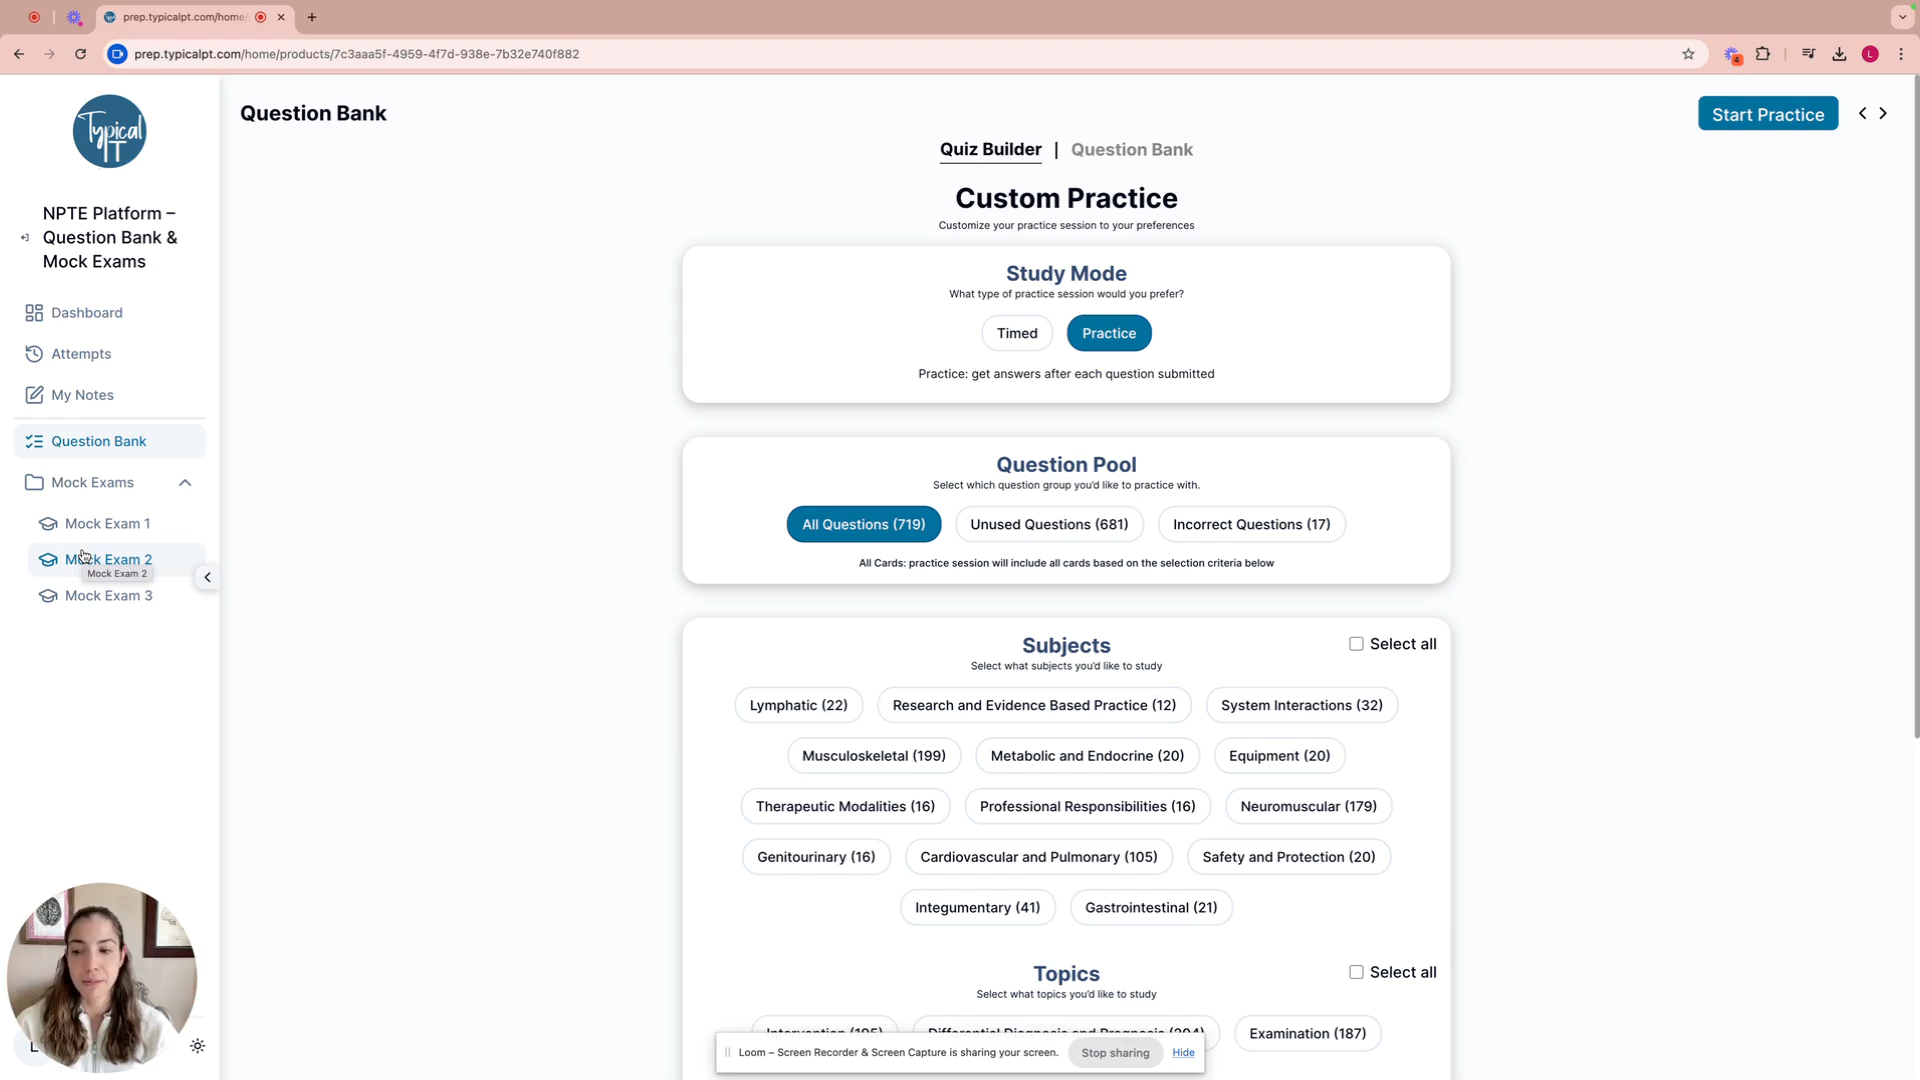 prep.typicalpt.com/home/
prep.typicalpt.com/home/products/7c3aaa5f-4959-4f7d-938e-7b32e740f882
4
L
Typical
PT
NPTE Platform –
Question Bank &
Mock Exams
Dashboard
Attempts
My Notes
Question Bank
Mock Exams
Mock Exam 1
Mock Exam 2
Mock Exam 2
Mock Exam 3
L
Question Bank
Start Practice
Quiz Builder | Question Bank
Custom Practice
Customize your practice session to your preferences
Study Mode
What type of practice session would you prefer?
Timed
Practice
Practice: get answers after each question submitted
Question Pool
Select which question group you'd like to practice with.
All Questions (719)
Unused Questions (681)
Incorrect Questions (17)
All Cards: practice session will include all cards based on the selection criteria below
Subjects
Select all
Select what subjects you'd like to study
Lymphatic (22)
Research and Evidence Based Practice (12)
System Interactions (32)
Musculoskeletal (199)
Metabolic and Endocrine (20)
Equipment (20)
Therapeutic Modalities (16)
Professional Responsibilities (16)
Neuromuscular (179)
Genitourinary (16)
Cardiovascular and Pulmonary (105)
Safety and Protection (20)
Integumentary (41)
Gastrointestinal (21)
Topics
Select all
Select what topics you'd like to study
Intervention (195)
Differential Diagnosis and Prognosis (204)
Examination (187)
Loom – Screen Recorder & Screen Capture is sharing your screen.
Stop sharing
Hide